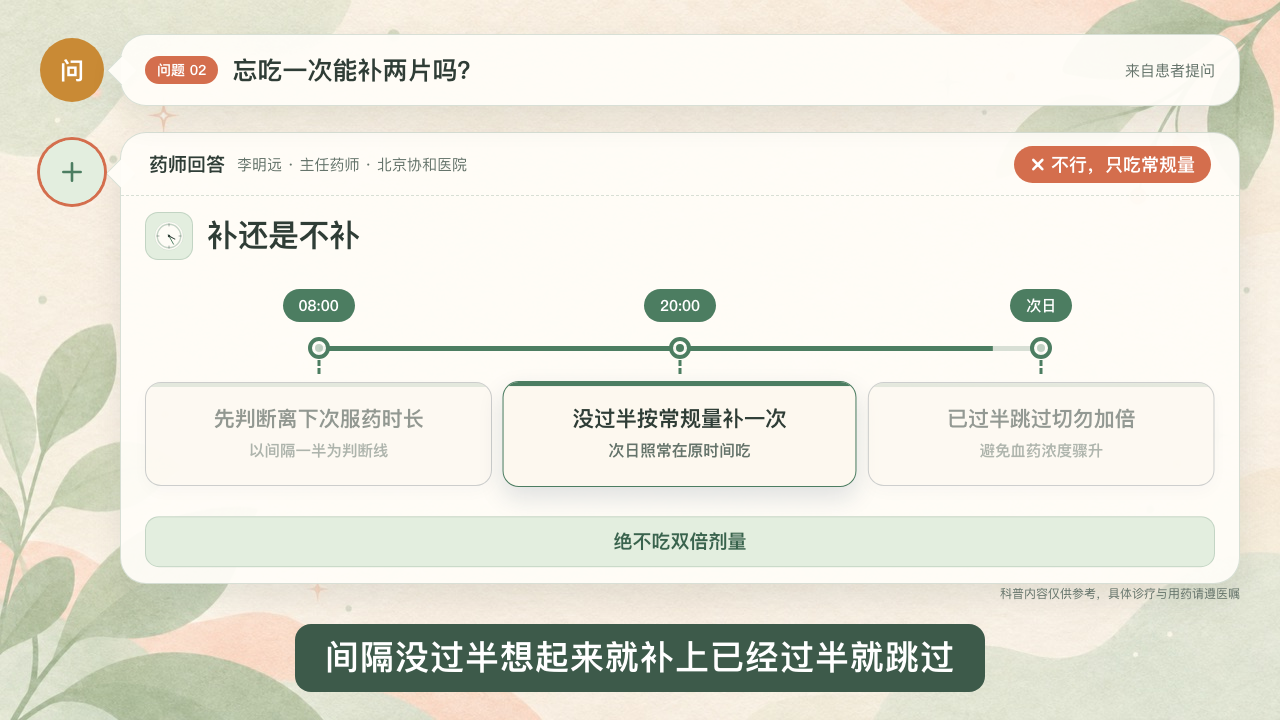 问
问题 02
忘吃一次能补两片吗?
来自患者提问
药师回答
李明远 · 主任药师 · 北京协和医院
× 不行，只吃常规量
补还是不补
08:00
20:00
次日
先判断离下次服药时长
以间隔一半为判断线
没过半按常规量补一次
次日照常在原时间吃
已过半跳过切勿加倍
避免血药浓度骤升
绝不吃双倍剂量
科普内容仅供参考，具体诊疗与用药请遵医嘱
间隔没过半想起来就补上已经过半就跳过